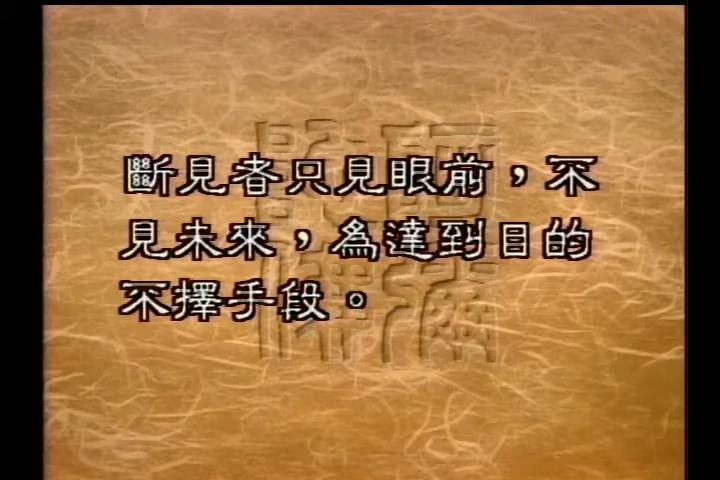 斷見者只見眼前，不
見未來，為達到目的
不擇手段。